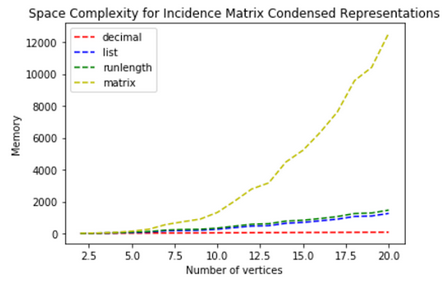 Space Complexity for Incidence Matrix Condensed Representations
decimal
list
runlength
matrix
12000
10000
8000
6000
4000
2000
0
Memory
2.5 5.0 7.5 10.0 12.5 15.0 17.5 20.0
Number of vertices